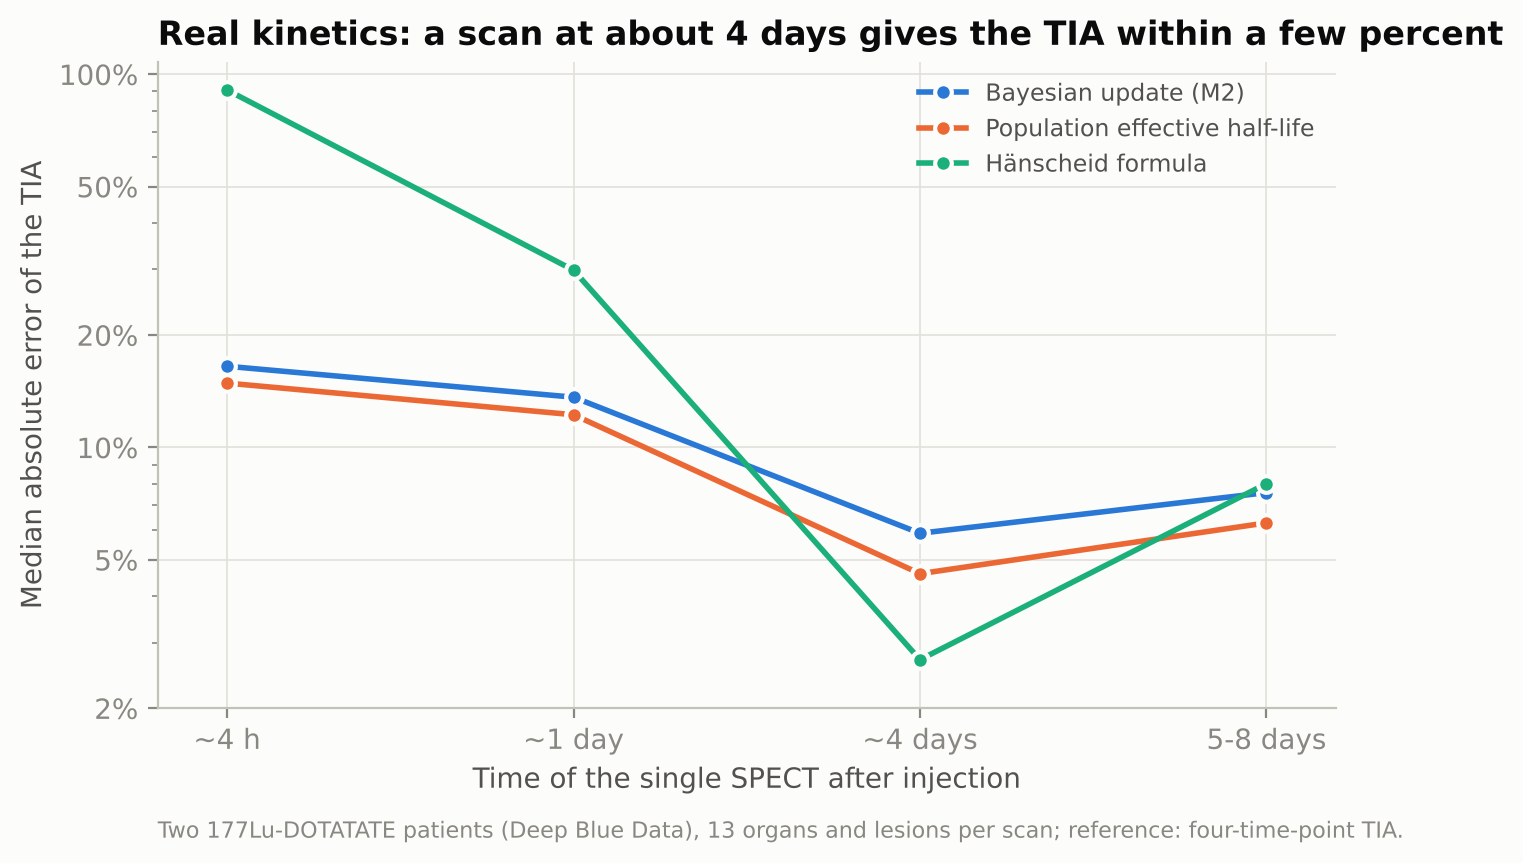 Real kinetics: a scan at about 4 days gives the TIA within a few percent
Bayesian update (M2)
Population effective half-life
Hänscheid formula
Median absolute error of the TIA
100%
50%
20%
10%
5%
2%
~4 h
~1 day
~4 days
5-8 days
Time of the single SPECT after injection
Two 177Lu-DOTATATE patients (Deep Blue Data), 13 organs and lesions per scan; reference: four-time-point TIA.